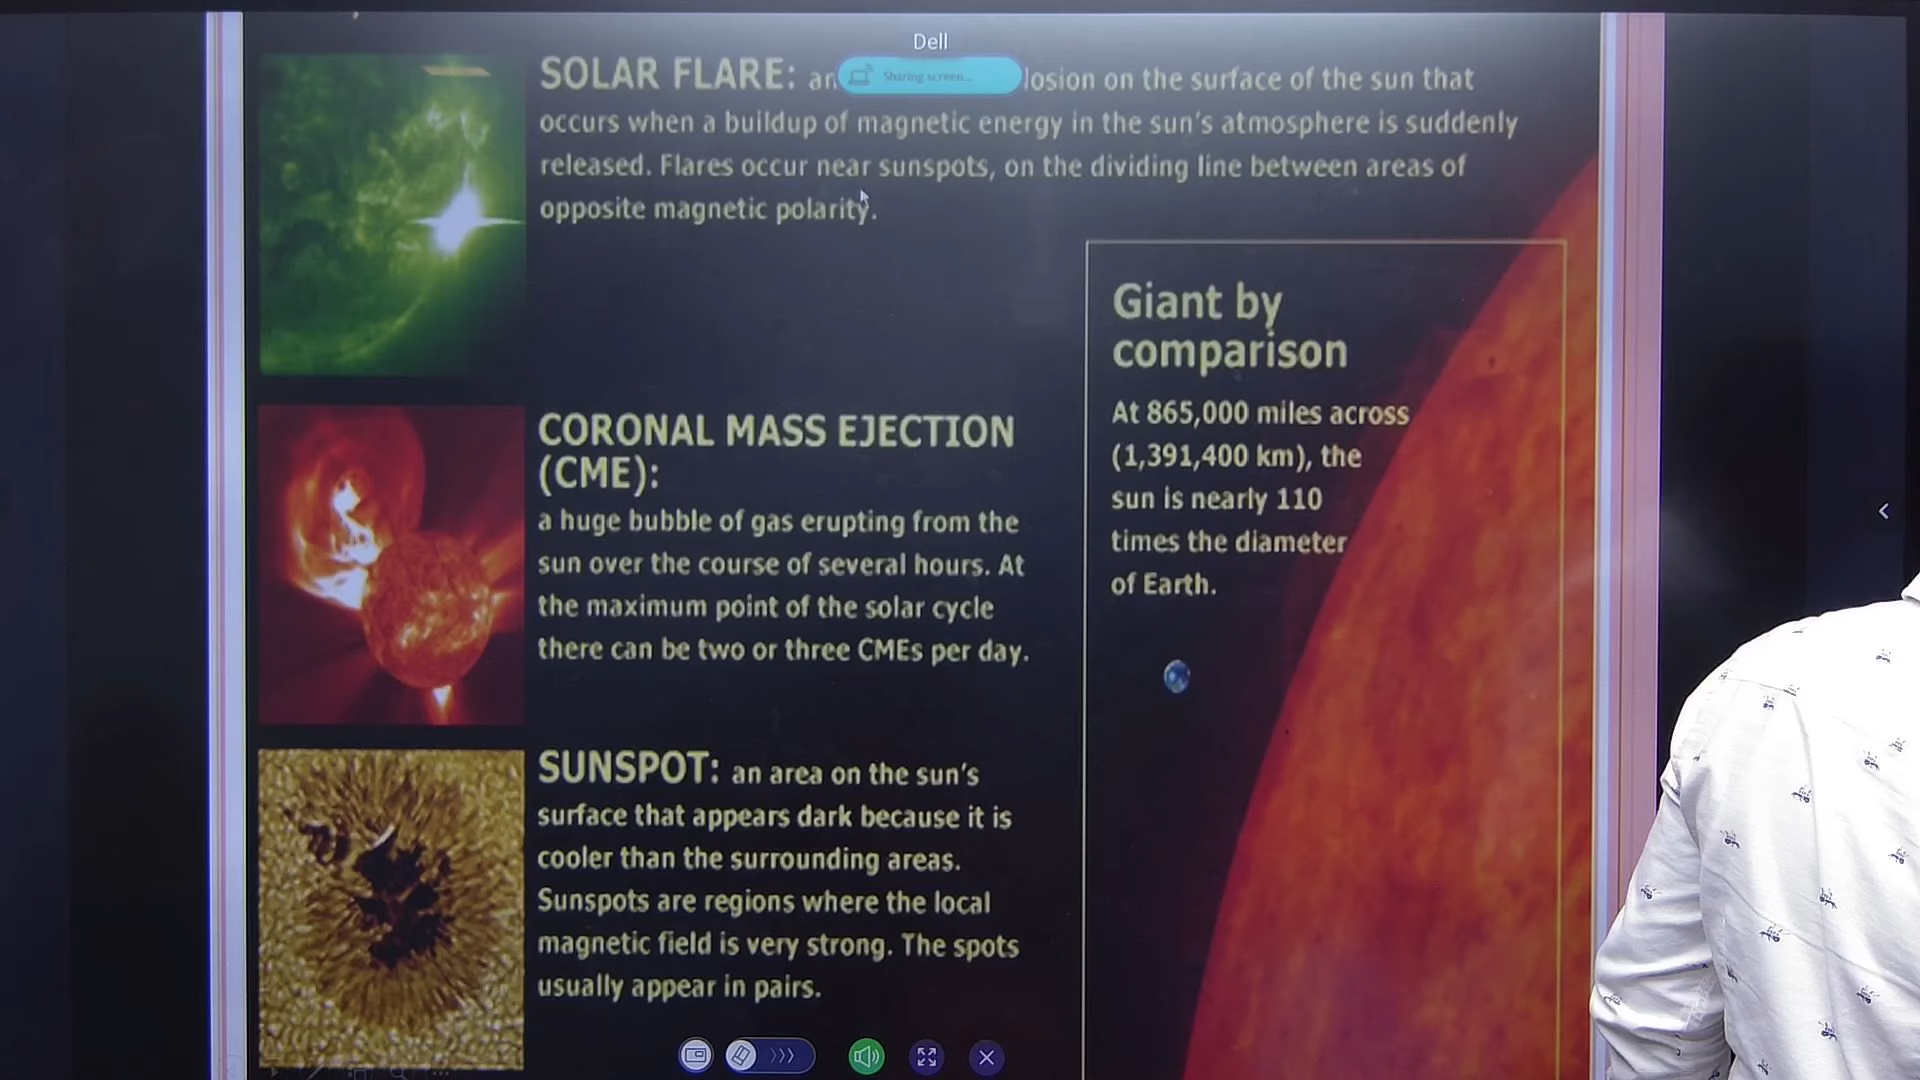 Dell
Sharing screen...
SOLAR FLARE: an losion on the surface of the sun that
occurs when a buildup of magnetic energy in the sun's atmosphere is suddenly
released. Flares occur near sunspots, on the dividing line between areas of
opposite magnetic polarity.
CORONAL MASS EJECTION
(CME):
a huge bubble of gas erupting from the
sun over the course of several hours. At
the maximum point of the solar cycle
there can be two or three CMEs per day.
SUNSPOT: an area on the sun's
surface that appears dark because it is
cooler than the surrounding areas.
Sunspots are regions where the local
magnetic field is very strong. The spots
usually appear in pairs.
Giant by
comparison
At 865,000 miles across
(1,391,400 km), the
sun is nearly 110
times the diameter
of Earth.